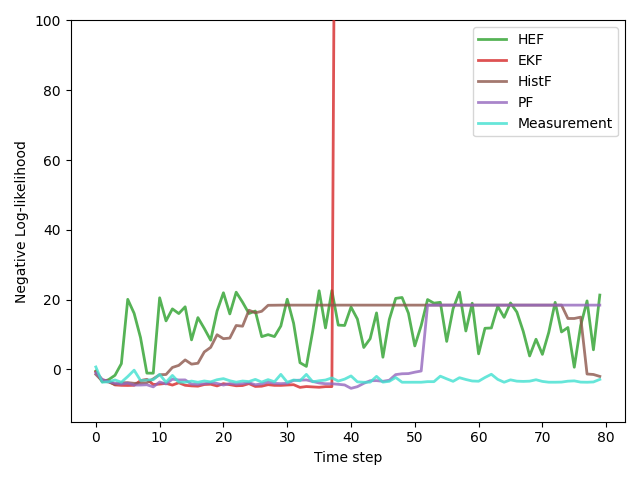 100
80
60
40
20
0
Negative Log-likelihood
HEF
EKF
HistF
PF
Measurement
0 10 20 30 40 50 60 70 80
Time step